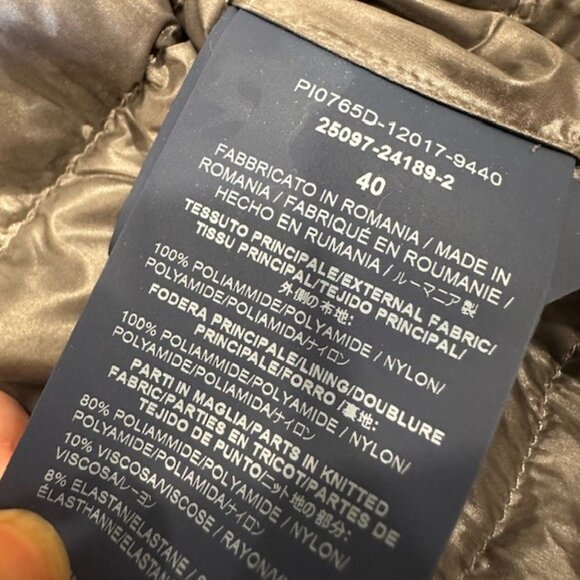 PI0765D-12017-9440
25097-24189-2
40
FABBRICATO IN ROMANIA / MADE IN
ROMANIA / FABRIQUÉ EN ROUMANIE /
HECHO EN RUMANIA / ルーマニア製
TESSUTO PRINCIPALE/EXTERNAL FABRIC/
TISSU PRINCIPAL/TEJIDO PRINCIPAL/
外側の布地:
100% POLIAMMIDE/POLYAMIDE / NYLON/
POLYAMIDE/POLIAMIDA/ナイロン
FODERA PRINCIPALE/LINING/DOUBLURE
PRINCIPALE/FORRO /裏地:
100% POLIAMMIDE/POLYAMIDE / NYLON/
POLYAMIDE/POLIAMIDA/ナイロン
PARTI IN MAGLIA/PARTS IN KNITTED
FABRIC/PARTIES EN TRICOT/PARTES DE
TEJIDO DE PUNTO/ニット地の部分:
80% POLIAMMIDE/POLYAMIDE / NYLON/
POLYAMIDE/POLIAMIDA/ナイロン
10% VISCOSA/VISCOSE / RAYON/
VISCOSA/レーヨン
8% ELASTAN/ELASTANE /
ELASTHANNE/ELASTANO/